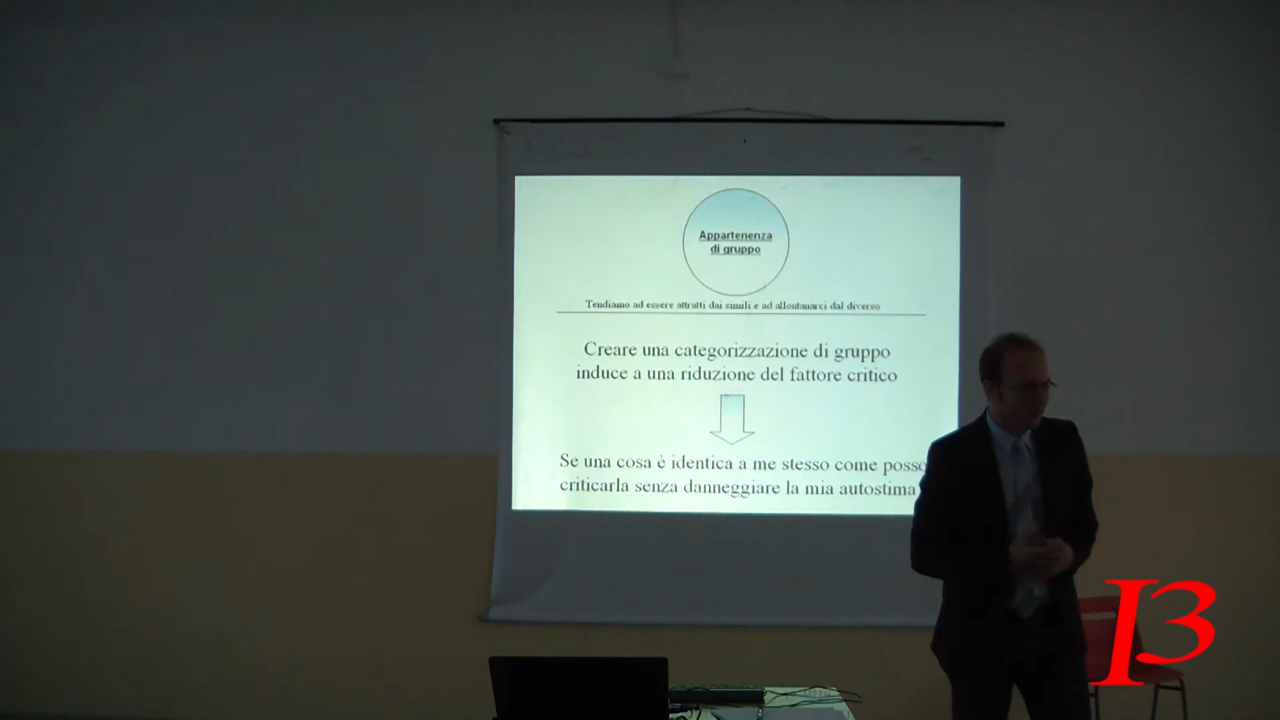 Appartenenza
di gruppo
Tendiamo ad essere attratti dai simili e ad allontanarci dal diverso
Creare una categorizzazione di gruppo
induce a una riduzione del fattore critico
Se una cosa è identica a me stesso come posso
criticarla senza danneggiare la mia autostima
13